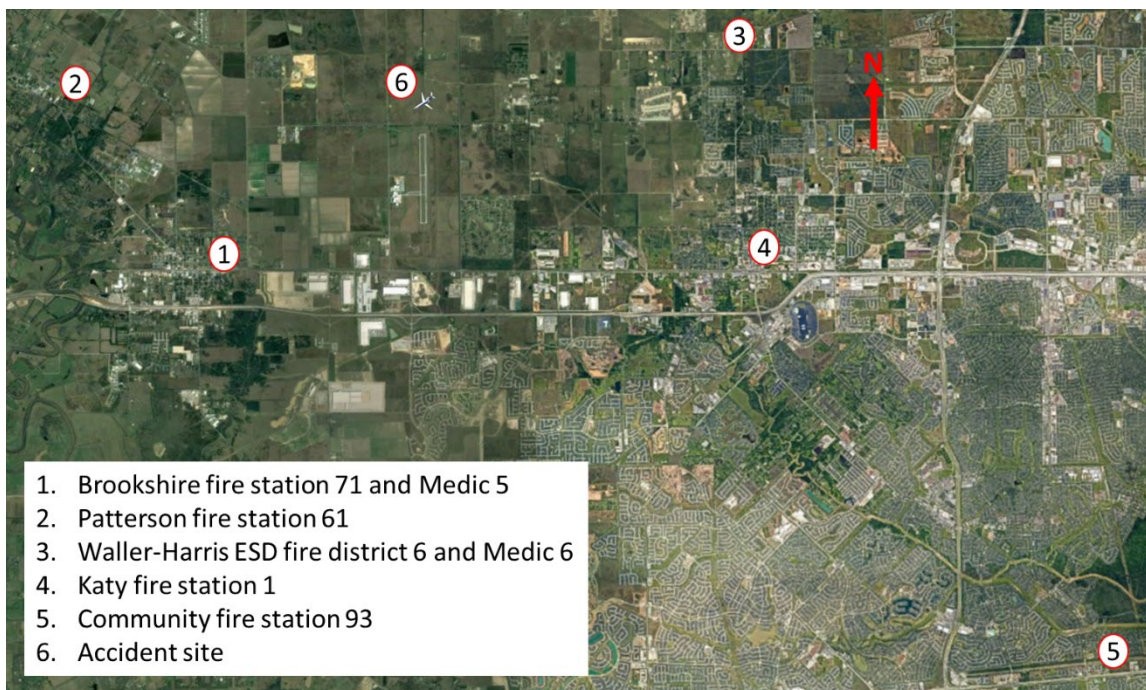 3
N
2
6
1
4
1. Brookshire fire station 71 and Medic 5
2. Patterson fire station 61
3. Waller-Harris ESD fire district 6 and Medic 6
4. Katy fire station 1
5. Community fire station 93
6. Accident site
5